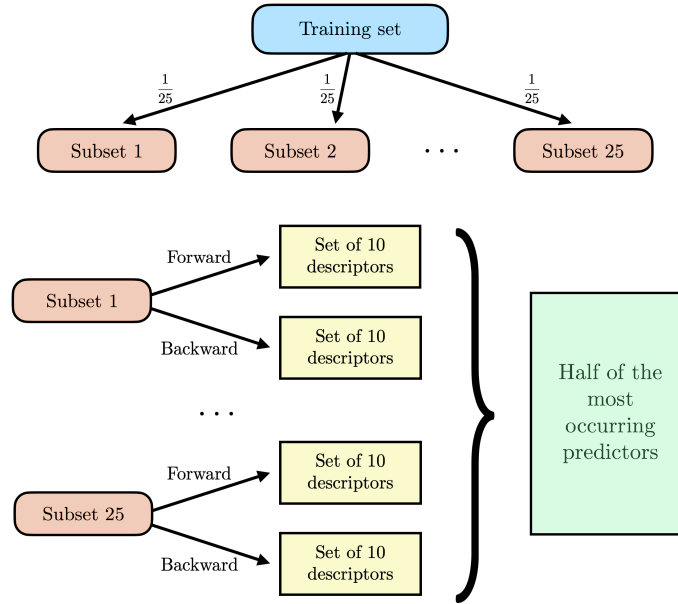 Training set
1/25
1/25
1/25
Subset 1
Subset 2
· · ·
Subset 25
Forward
Set of 10
descriptors
Subset 1
Backward
Set of 10
descriptors
Half of the
most
occurring
predictors
· · ·
Forward
Set of 10
descriptors
Subset 25
Backward
Set of 10
descriptors